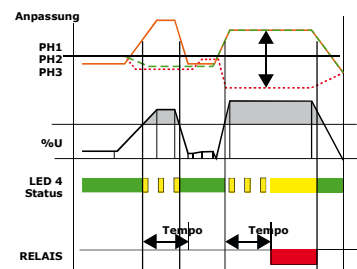 Anpassung
PH1
PH2
PH3
%U
LED 4
Status
Tempo Tempo
RELAIS